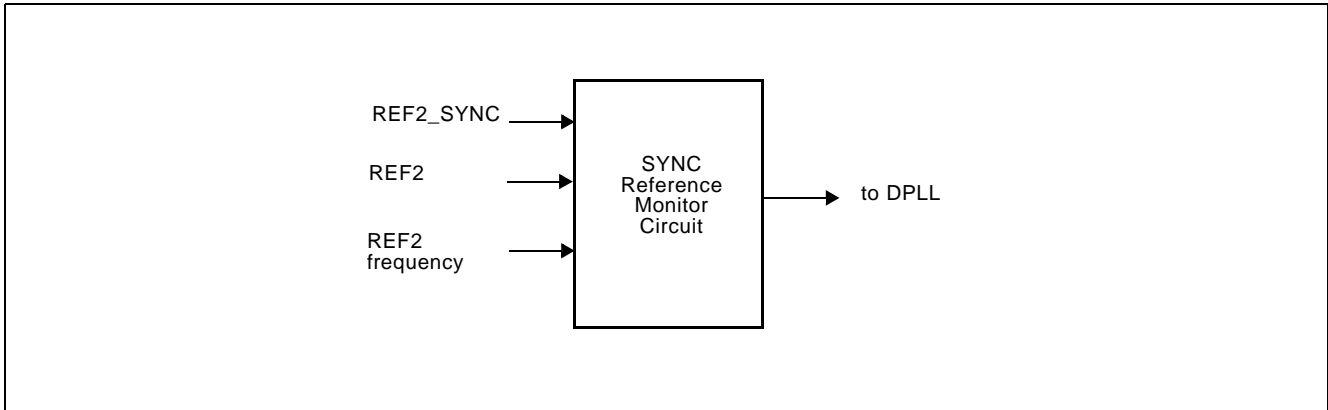 REF2_SYNC
REF2
REF2
frequency
SYNC
Reference
Monitor
Circuit
to DPLL